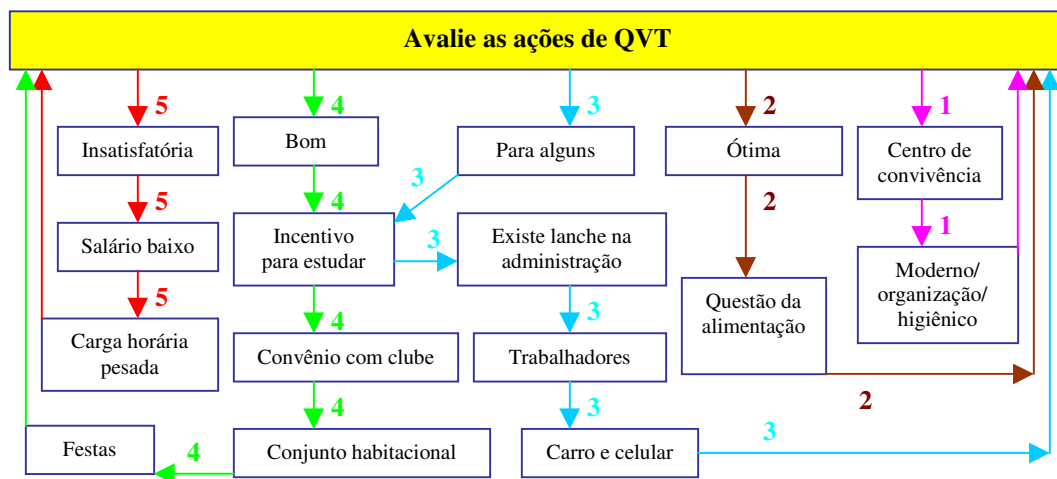 Avalie as ações de QVT
5
4
3
2
1
Insatisfatória
Bom
Para alguns
Ótima
Centro de
convivência
5
4
3
2
1
Salário baixo
Incentivo
para estudar
3
Existe lanche na
administração
Questão da
alimentação
Moderno/
organização/
higiênico
5
4
3
Carga horária
pesada
Convênio com clube
Trabalhadores
2
4
3
Festas
4
Conjunto habitacional
Carro e celular
3